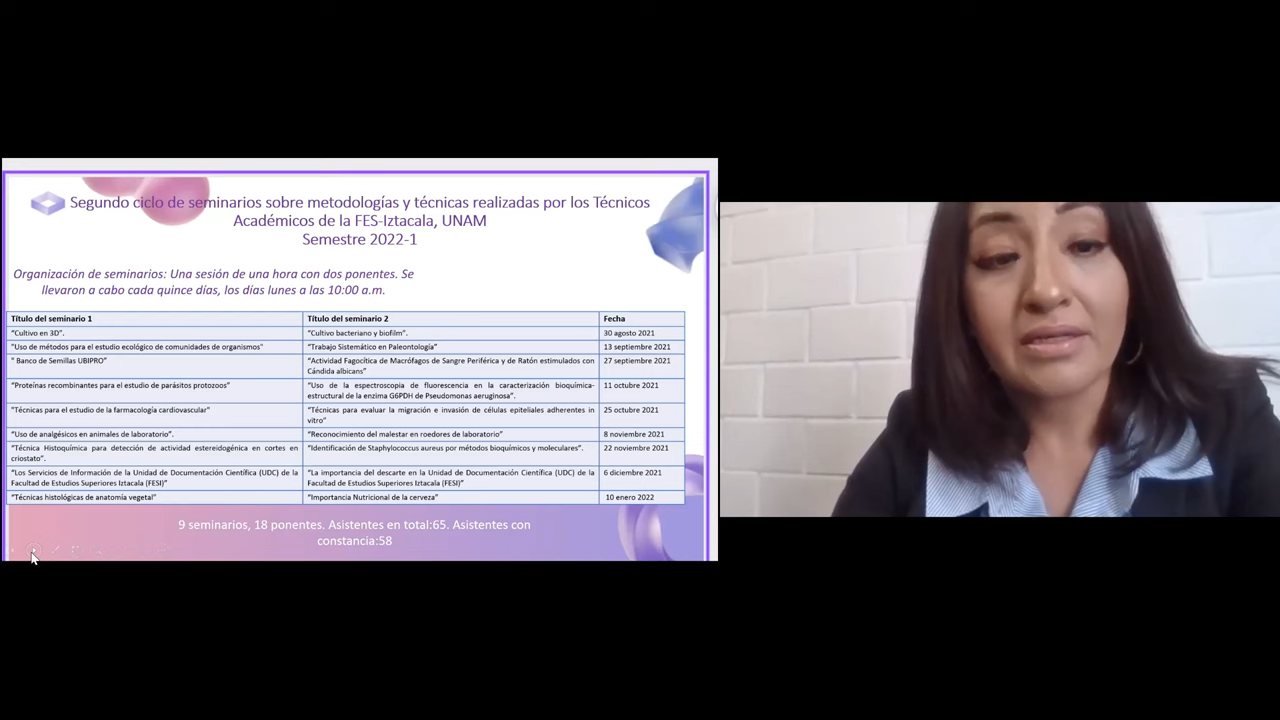 Segundo ciclo de seminarios sobre metodologías y técnicas realizadas por los Técnicos
Académicos de la FES-Iztacala, UNAM
Semestre 2022-1
Organización de seminarios: Una sesión de una hora con dos ponentes. Se
llevaron a cabo cada quince días, los días lunes a las 10:00 a.m.
Título del seminario 1 Título del seminario 2 Fecha
"Cultivo en 3D". "Cultivo bacteriano y biofilm". 30 agosto 2021
"Uso de métodos para el estudio ecológico de comunidades de organismos" "Trabajo Sistemático en Paleontología" 13 septiembre 2021
" Banco de Semillas UBIPRO" "Actividad Fagocítica de Macrófagos de Sangre Periférica y de Ratón estimulados con 27 septiembre 2021
Cándida albicans"
"Proteínas recombinantes para el estudio de parásitos protozoos" "Uso de la espectroscopia de fluorescencia en la caracterización bioquímica- 11 octubre 2021
estructural de la enzima G6PDH de Pseudomonas aeruginosa".
"Técnicas para el estudio de la farmacología cardiovascular" "Técnicas para evaluar la migración e invasión de células epiteliales adherentes in 25 octubre 2021
vitro"
"Uso de analgésicos en animales de laboratorio". "Reconocimiento del malestar en roedores de laboratorio" 8 noviembre 2021
"Técnica Histoquímica para detección de actividad estereidogénica en cortes en "Identificación de Staphylococcus aureus por métodos bioquímicos y moleculares". 22 noviembre 2021
criostato".
"Los Servicios de Información de la Unidad de Documentación Científica (UDC) de la "La importancia del descarte en la Unidad de Documentación Científica (UDC) de la 6 diciembre 2021
Facultad de Estudios Superiores Iztacala (FESI)" Facultad de Estudios Superiores Iztacala (FESI)"
"Técnicas histológicas de anatomía vegetal" "Importancia Nutricional de la cerveza" 10 enero 2022
9 seminarios, 18 ponentes. Asistentes en total:65. Asistentes con
constancia:58